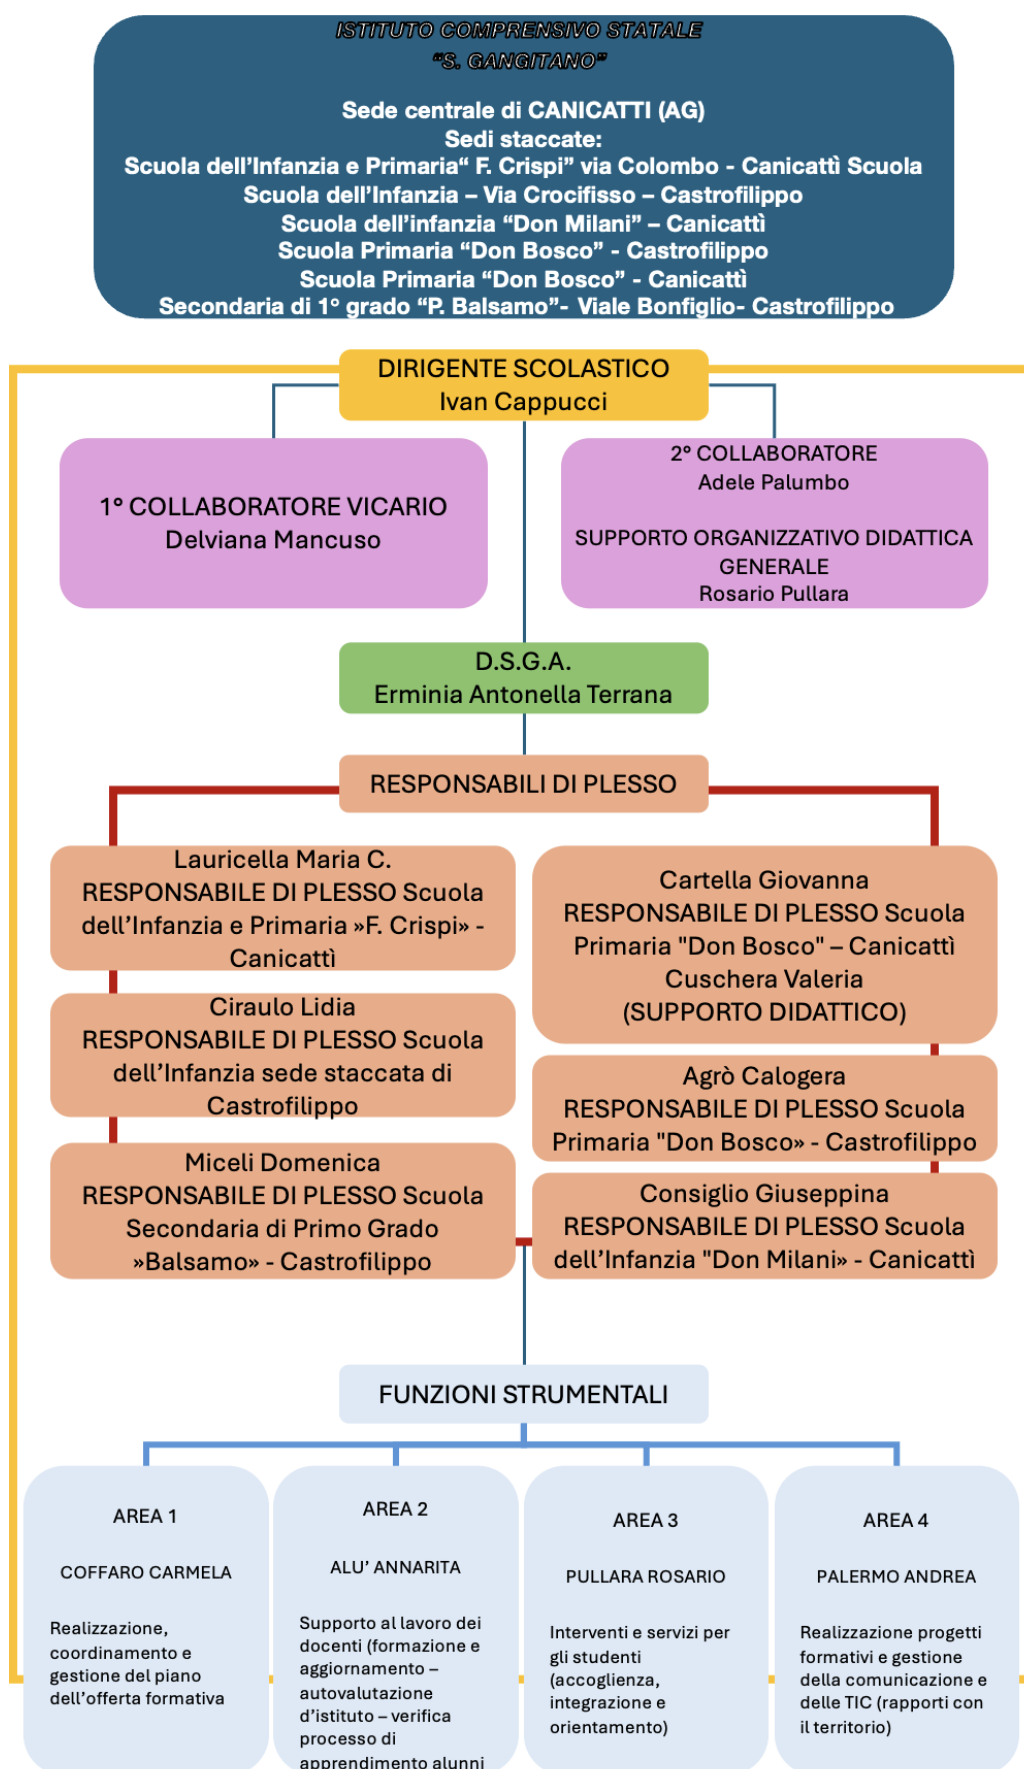 ISTITUTO COMPRENSIVO STATALE
“S. GANGITANO”
Sede centrale di CANICATTI (AG)
Sedi staccate:
Scuola dell’Infanzia e Primaria“ F. Crispi” via Colombo - Canicattì Scuola
Scuola dell’Infanzia – Via Crocifisso – Castrofilippo
Scuola dell’infanzia “Don Milani” – Canicattì
Scuola Primaria “Don Bosco” - Castrofilippo
Scuola Primaria “Don Bosco” - Canicattì
Secondaria di 1° grado “P. Balsamo”- Viale Bonfiglio- Castrofilippo
DIRIGENTE SCOLASTICO
Ivan Cappucci
1° COLLABORATORE VICARIO
Delviana Mancuso
2° COLLABORATORE
Adele Palumbo
SUPPORTO ORGANIZZATIVO DIDATTICA
GENERALE
Rosario Pullara
D.S.G.A.
Erminia Antonella Terrana
RESPONSABILI DI PLESSO
Lauricella Maria C.
RESPONSABILE DI PLESSO Scuola
dell’Infanzia e Primaria »F. Crispi» -
Canicattì
Ciraulo Lidia
RESPONSABILE DI PLESSO Scuola
dell’Infanzia sede staccata di
Castrofilippo
Miceli Domenica
RESPONSABILE DI PLESSO Scuola
Secondaria di Primo Grado
»Balsamo» - Castrofilippo
Cartella Giovanna
RESPONSABILE DI PLESSO Scuola
Primaria "Don Bosco" – Canicattì
Cuschera Valeria
(SUPPORTO DIDATTICO)
Agrò Calogera
RESPONSABILE DI PLESSO Scuola
Primaria "Don Bosco» - Castrofilippo
Consiglio Giuseppina
RESPONSABILE DI PLESSO Scuola
dell’Infanzia "Don Milani» - Canicattì
FUNZIONI STRUMENTALI
AREA 1
COFFARO CARMELA
Realizzazione,
coordinamento e
gestione del piano
dell’offerta formativa
AREA 2
ALU’ ANNARITA
Supporto al lavoro dei
docenti (formazione e
aggiornamento –
autovalutazione
d’istituto – verifica
processo di
apprendimento alunni
AREA 3
PULLARA ROSARIO
Interventi e servizi per
gli studenti
(accoglienza,
integrazione e
orientamento)
AREA 4
PALERMO ANDREA
Realizzazione progetti
formativi e gestione
della comunicazione e
delle TIC (rapporti con
il territorio)